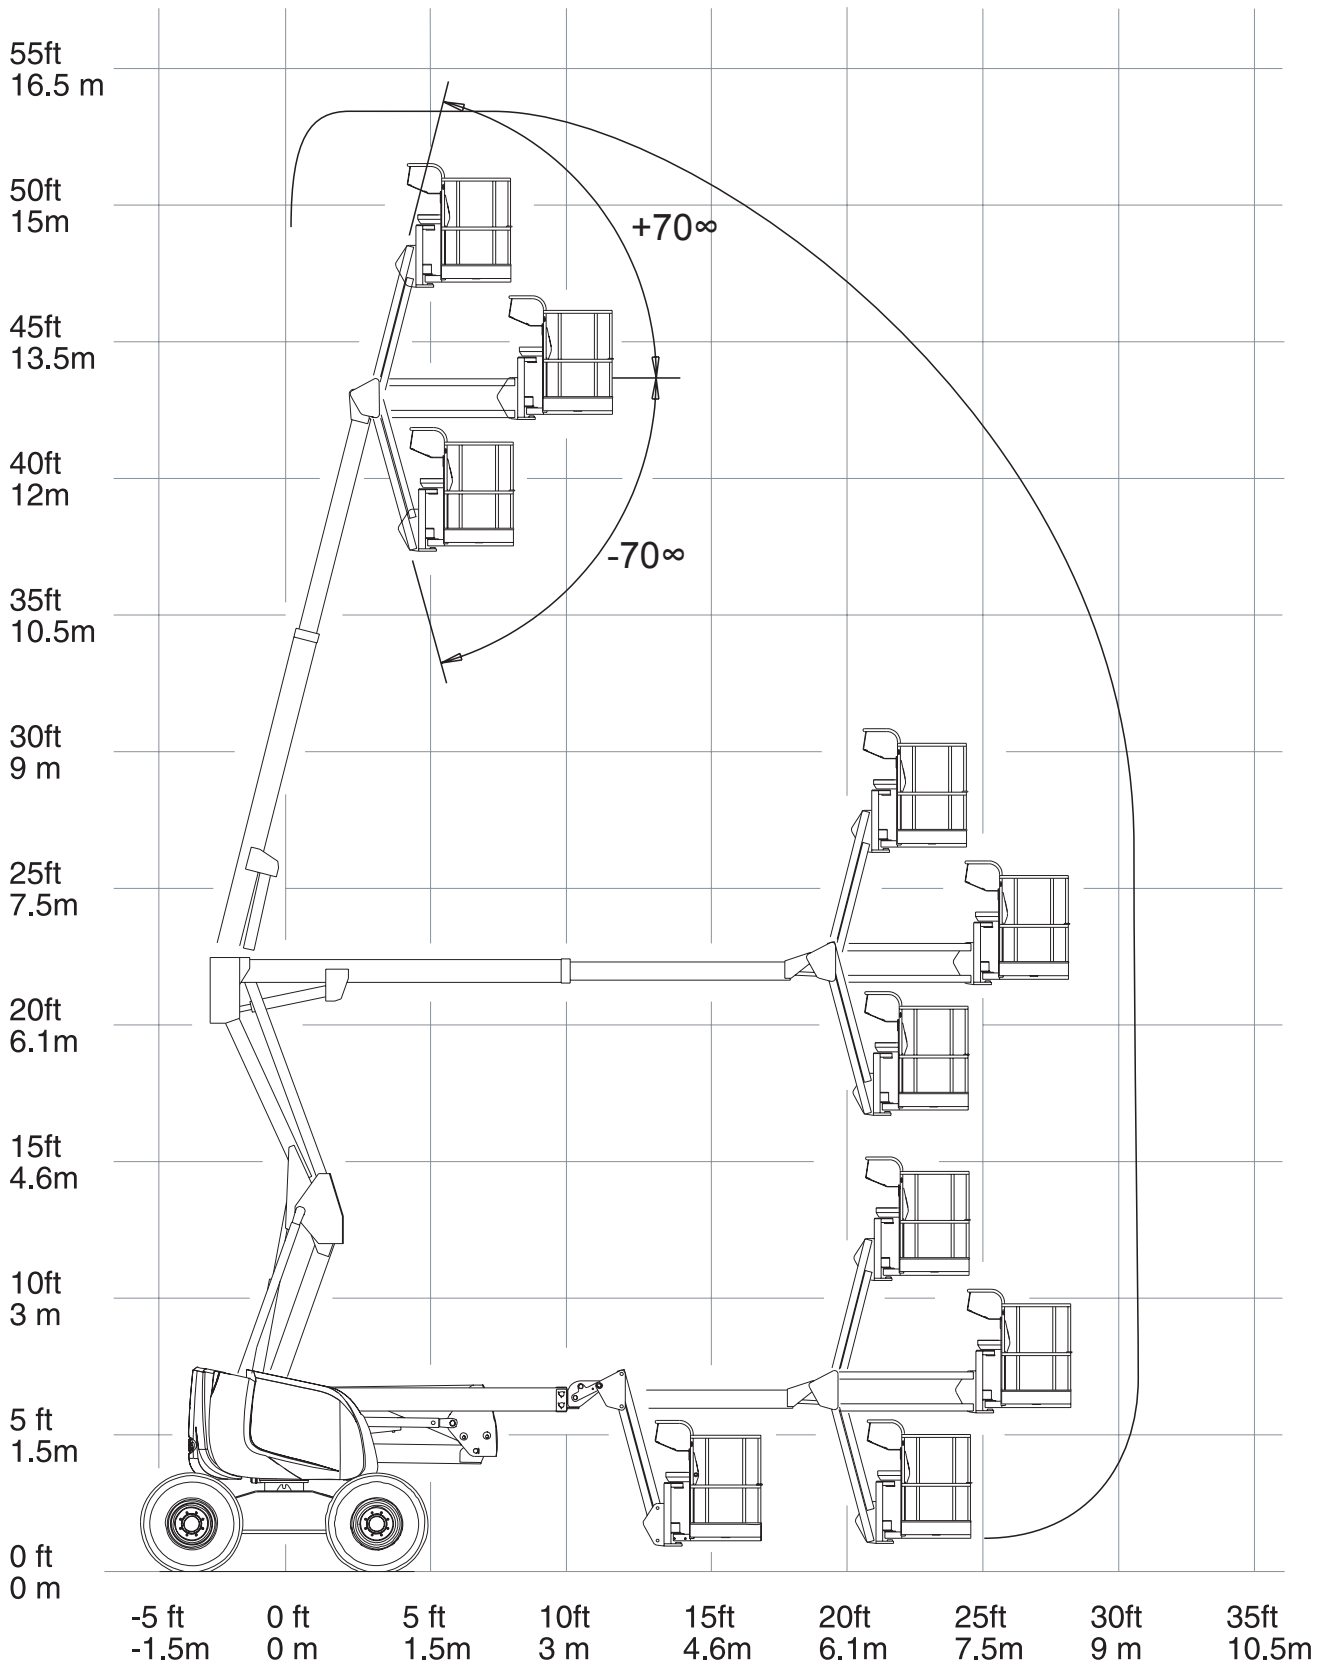 55ft
16.5 m
50ft
15m
+70∞
45ft
13.5m
40ft
12m
-70∞
35ft
10.5m
30ft
9 m
25ft
7.5m
20ft
6.1m
15ft
4.6m
10ft
3 m
5 ft
1.5m
0 ft
0 m
-5 ft 0 ft 5 ft 10ft 15ft 20ft 25ft 30ft 35ft
-1.5m 0 m 1.5m 3 m 4.6m 6.1m 7.5m 9 m 10.5m